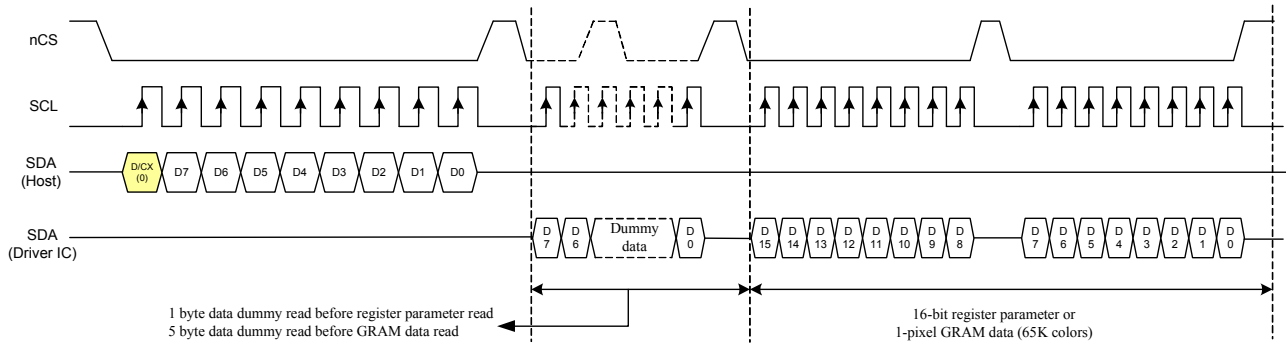 nCS
SCL
SDA
(Host)
D/CX
(0)
D7
D6
D5
D4
D3
D2
D1
D0
SDA
(Driver IC)
D
7
D
6
Dummy
data
D
0
D
15
D
14
D
13
D
12
D
11
D
10
D
9
D
8
D
7
D
6
D
5
D
4
D
3
D
2
D
1
D
0
1 byte data dummy read before register parameter read
5 byte data dummy read before GRAM data read
16-bit register parameter or
1-pixel GRAM data (65K colors)